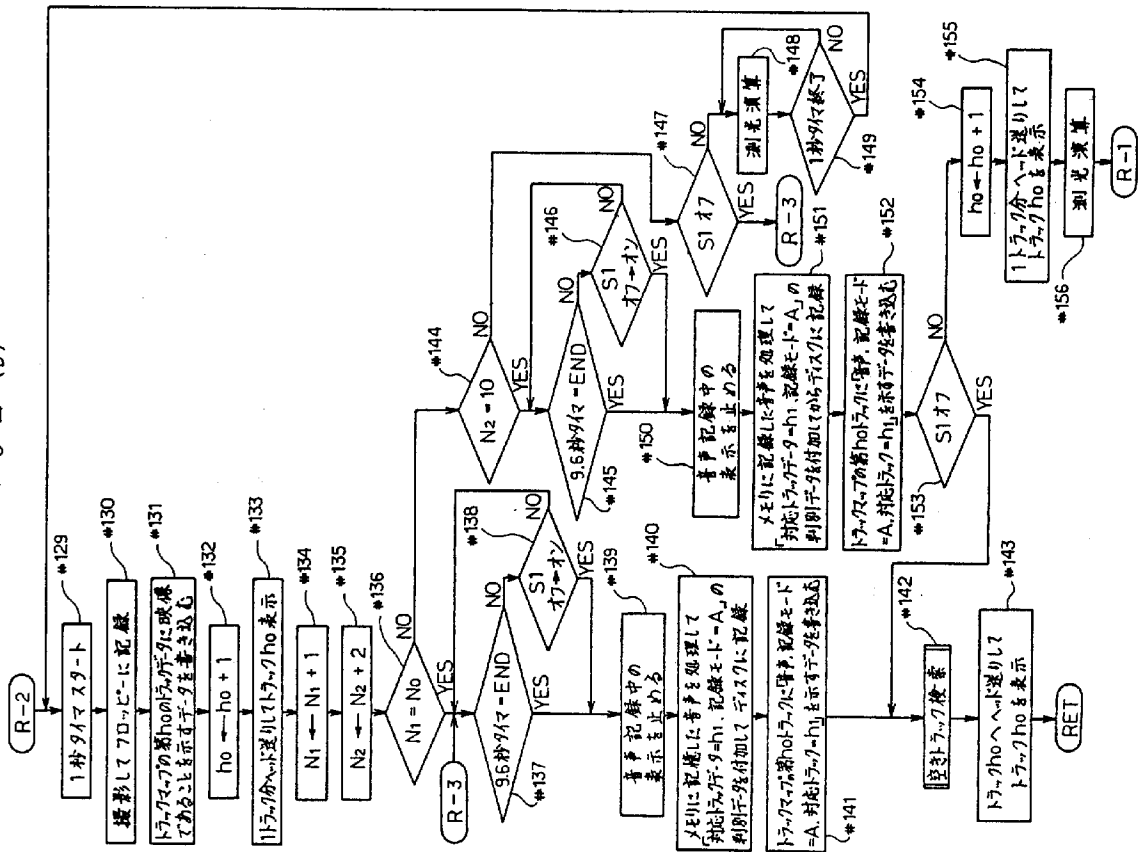 R-2
1秒タイマスタート
#129
撮影してフロッピーに記録
#130
トラックマップの第hoのトラックデータに映像
であることを示すデータを書き込む
#131
ho←ho+1
#132
1トラック分ヘッド送りしてトラックho表示
#133
N₁←N₁+1
#134
N₂←N₂+2
#135
N₁=No
#136
NO
YES
R-3
9.6秒タイマ=END
#137
NO
YES
S1
オフ→オン
#138
NO
YES
音声記録中の
表示を止める
#139
メモリに記憶した音声を処理して
「対応トラックデータ=h₁、記録モード=A」の
判別データを付加してディスクに記録
#140
トラックマップの第hoトラックに「音声、記録モード
=A、対応トラック=h₁」を示すデータを書き込む
#141
空きトラック検索
#142
トラックhoへヘッド送りして
トラックhoを表示
#143
RET
N₂=10
#144
NO
YES
9.6秒タイマ=END
#145
NO
YES
S1
オフ→オン
#146
NO
YES
S1オフ
#147
NO
YES
R-3
測光演算
#148
1秒タイマ終了
#149
NO
YES
音声記録中の
表示を止める
#150
メモリに記録した音声を処理して
「対応トラックデータ=h₁、記録モード=A」の
判別データを付加してからディスクに記録
#151
トラックマップの第hoトラックに「音声、記録モード
=A、対応トラック=h₁」を示すデータを書き込む
#152
S1オフ
#153
NO
YES
ho←ho+1
#154
1トラック分ヘッド送りして
トラックhoを表示
#155
測光演算
#156
R-1